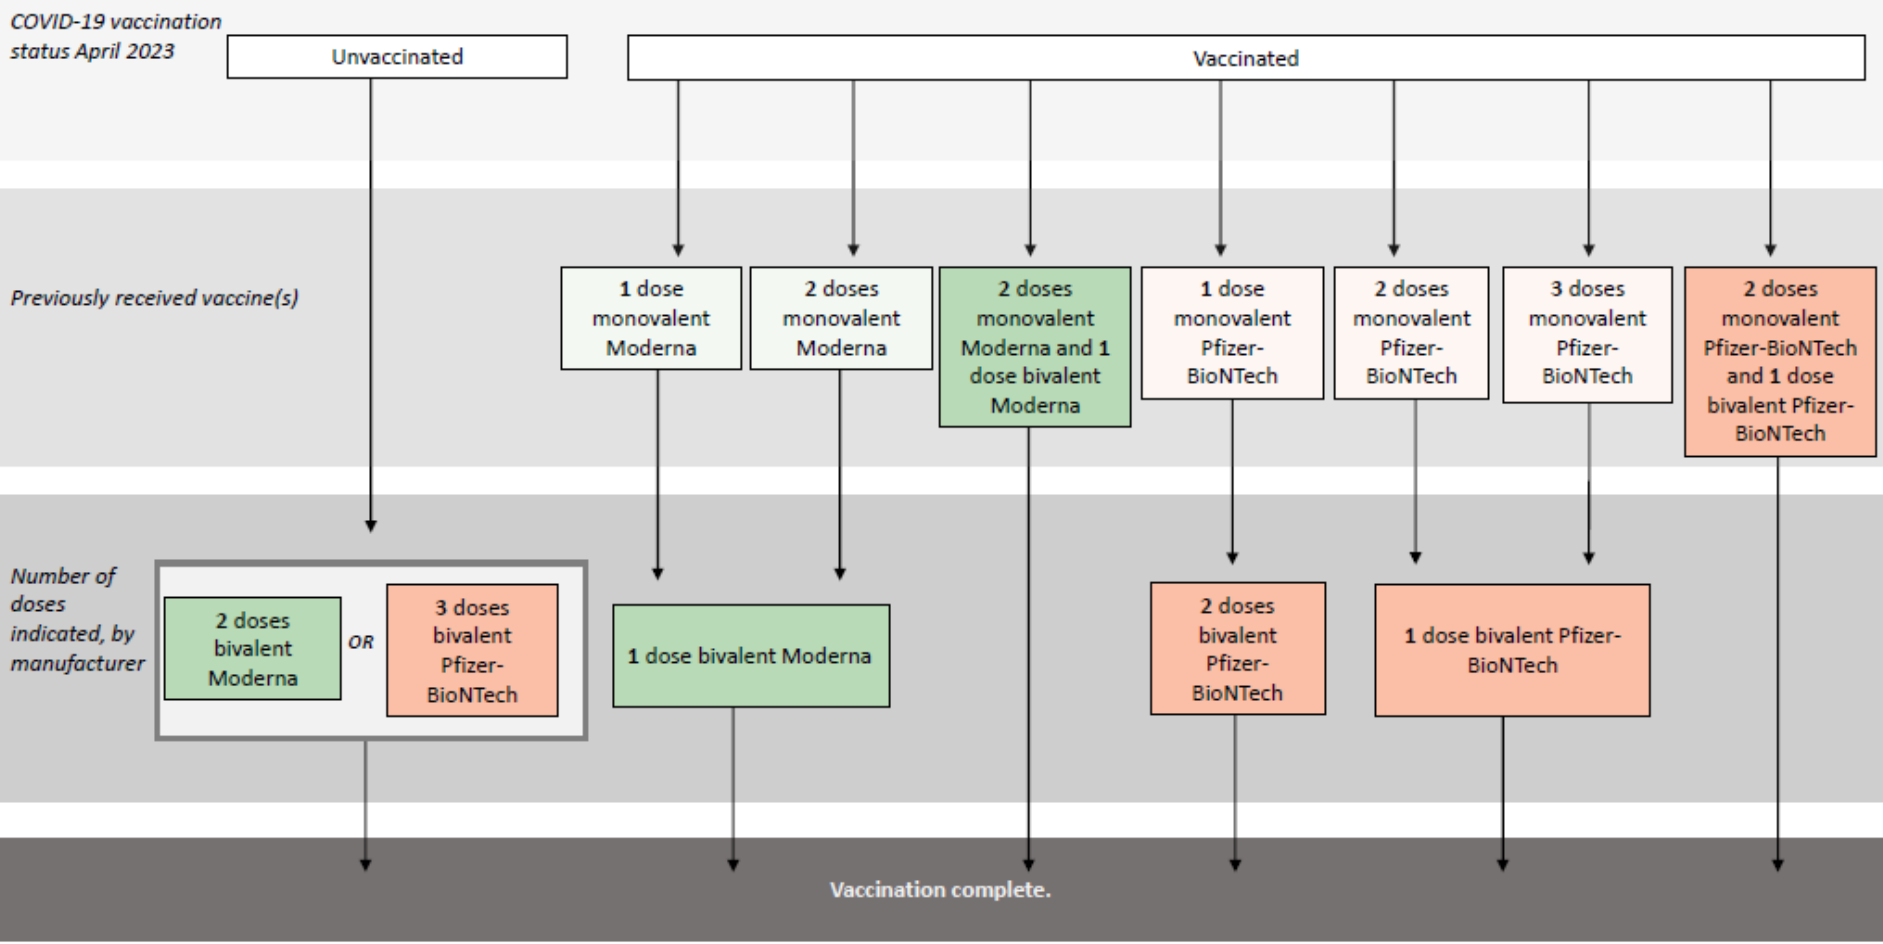 COVID-19 vaccination
status April 2023
Unvaccinated
Vaccinated
Previously received vaccine(s)
1 dose
monovalent
Moderna
2 doses
monovalent
Moderna
2 doses
monovalent
Moderna and 1
dose bivalent
Moderna
1 dose
monovalent
Pfizer-
BioNTech
2 doses
monovalent
Pfizer-
BioNTech
3 doses
monovalent
Pfizer-
BioNTech
2 doses
monovalent
Pfizer-BioNTech
and 1 dose
bivalent Pfizer-
BioNTech
Number of
doses
indicated, by
manufacturer
2 doses
bivalent
Moderna
OR
3 doses
bivalent
Pfizer-
BioNTech
1 dose bivalent Moderna
2 doses
bivalent
Pfizer-
BioNTech
1 dose bivalent Pfizer-
BioNTech
Vaccination complete.